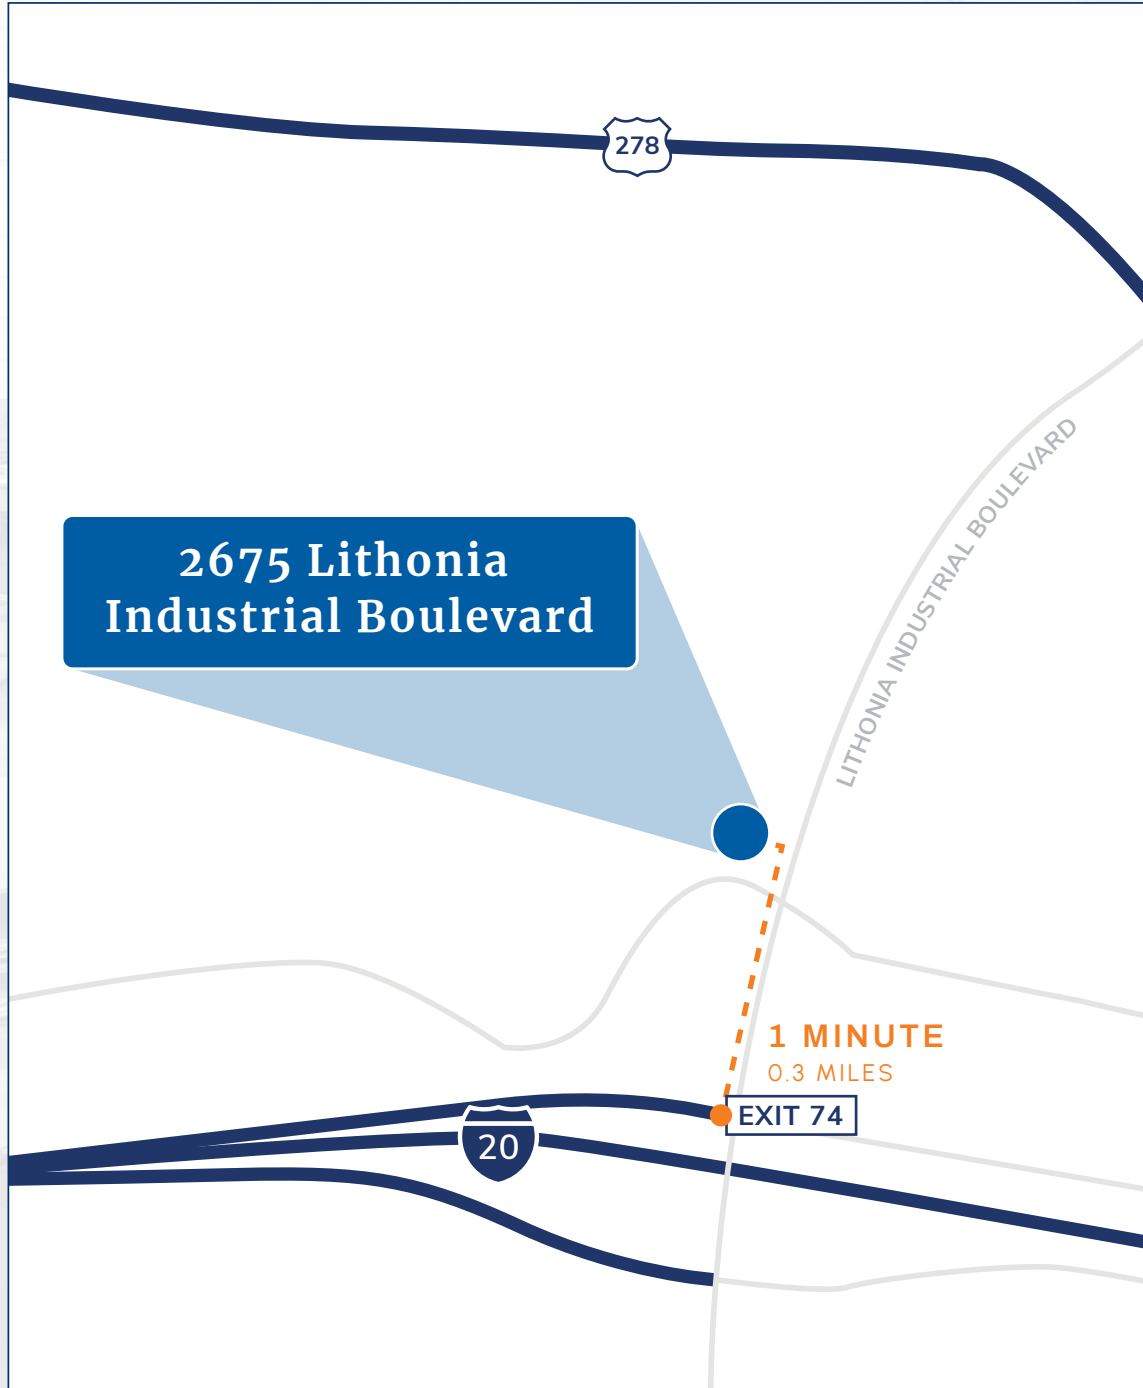 278
LITHONIA INDUSTRIAL BOULEVARD
2675 Lithonia
Industrial Boulevard
1 MINUTE
0.3 MILES
EXIT 74
20